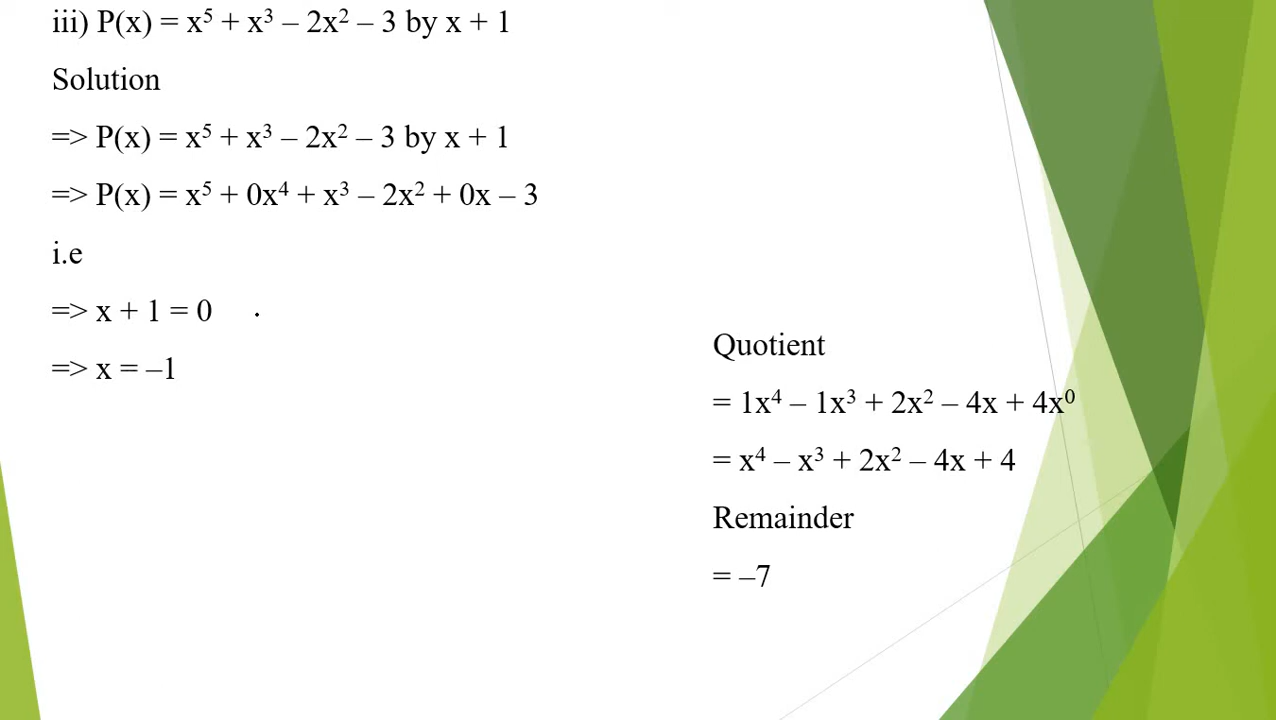 iii) P(x) = x⁵ + x³ – 2x² – 3 by x + 1
Solution
=> P(x) = x⁵ + x³ – 2x² – 3 by x + 1
=> P(x) = x⁵ + 0x⁴ + x³ – 2x² + 0x – 3
i.e
=> x + 1 = 0
=> x = –1
Quotient
= 1x⁴ – 1x³ + 2x² – 4x + 4x⁰
= x⁴ – x³ + 2x² – 4x + 4
Remainder
= –7